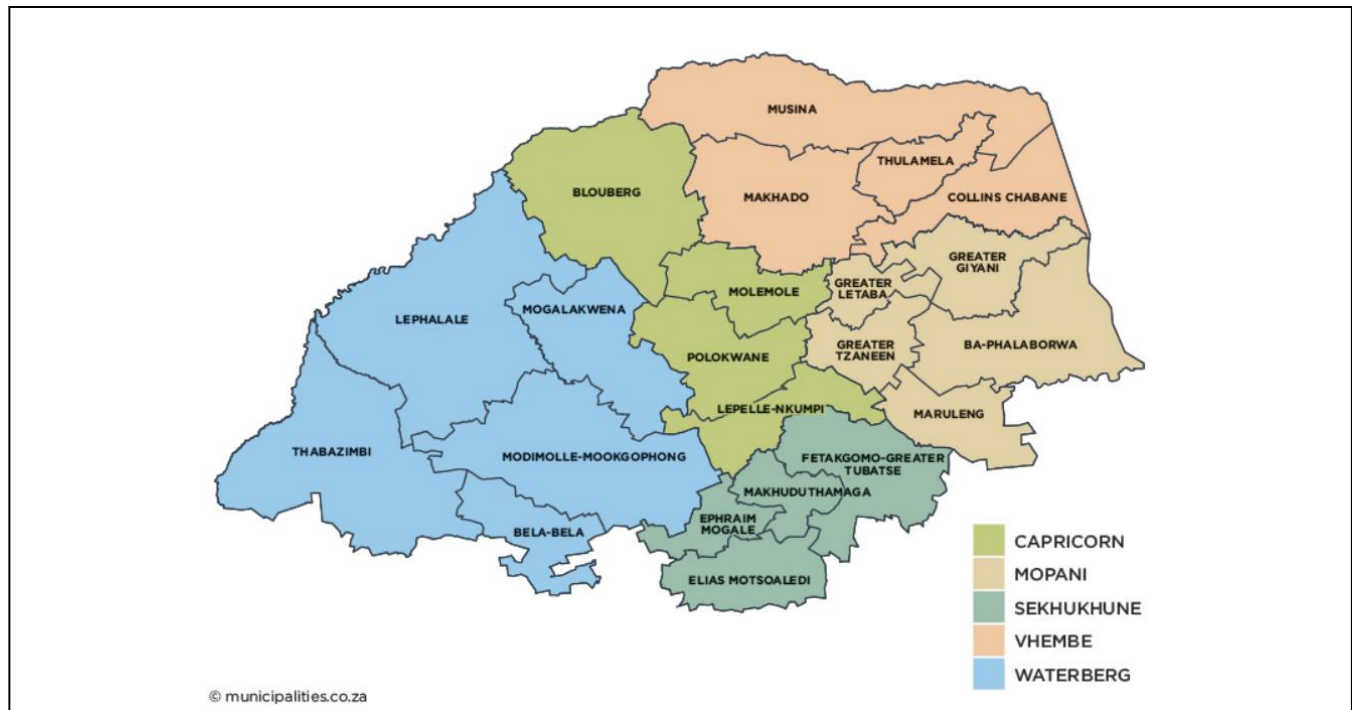 MUSINA
THULAMELA
BLOUBERG
MAKHADO
COLLINS CHABANE
GREATER
GIYANI
MOLEMOLE
GREATER
LETABA
MOGALAKWENA
LEPHALALE
POLOKWANE
GREATER
TZANEEN
BA-PHALABORWA
LEPELLE-NKUMPI
MARULENG
THABAZIMBI
MODIMOLLE-MOOKGOPHONG
FETAKGOMO-GREATER
TUBATSE
MAKHUDUTHAMAGA
EPHRAIM
MOGALE
BELA-BELA
ELIAS MOTSOALEDI
CAPRICORN
MOPANI
SEKHUKHUNE
VHEMBE
WATERBERG
© municipalities.co.za